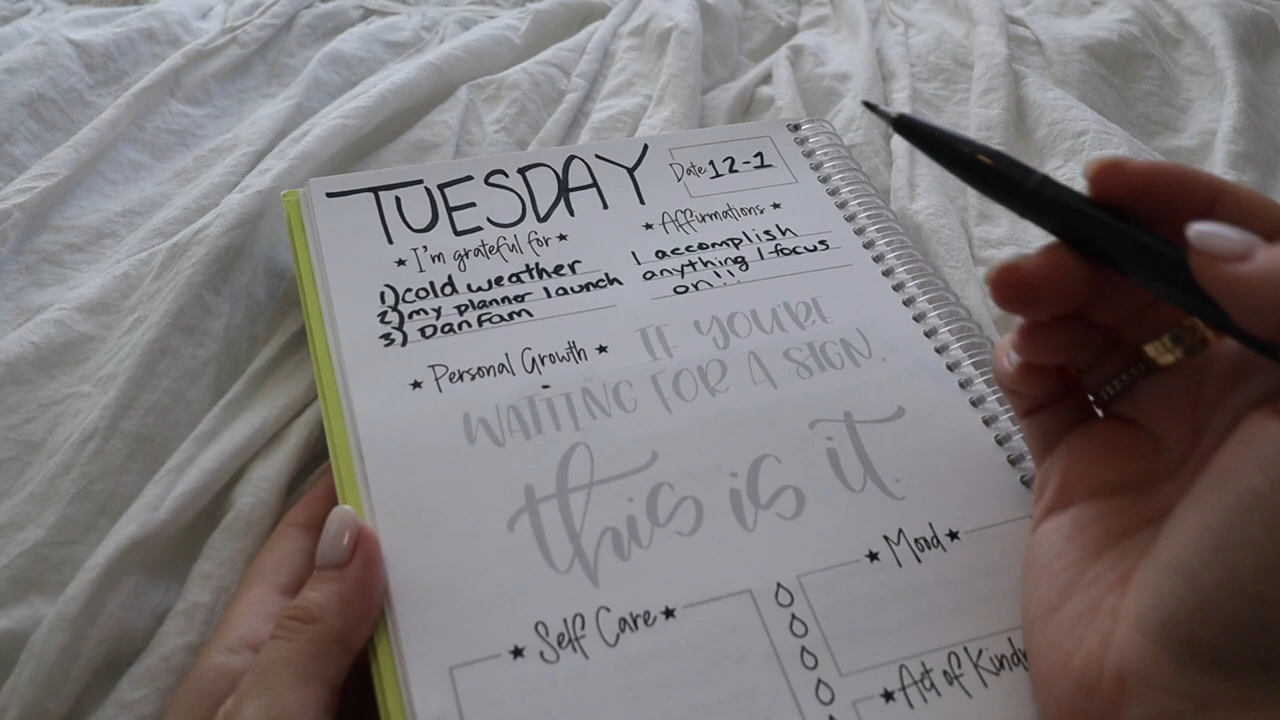 TUESDAY
Date: 12-1
★ I'm grateful for ★
1) cold weather
2) my planner launch
3) Dan Fam
★ Affirmations ★
I accomplish
anything I focus
on!!
★ Personal Growth ★
IF YOU'RE
WAITING FOR A SIGN,
this is it.
★ Self Care ★
★ Mood ★
★ Act of Kind